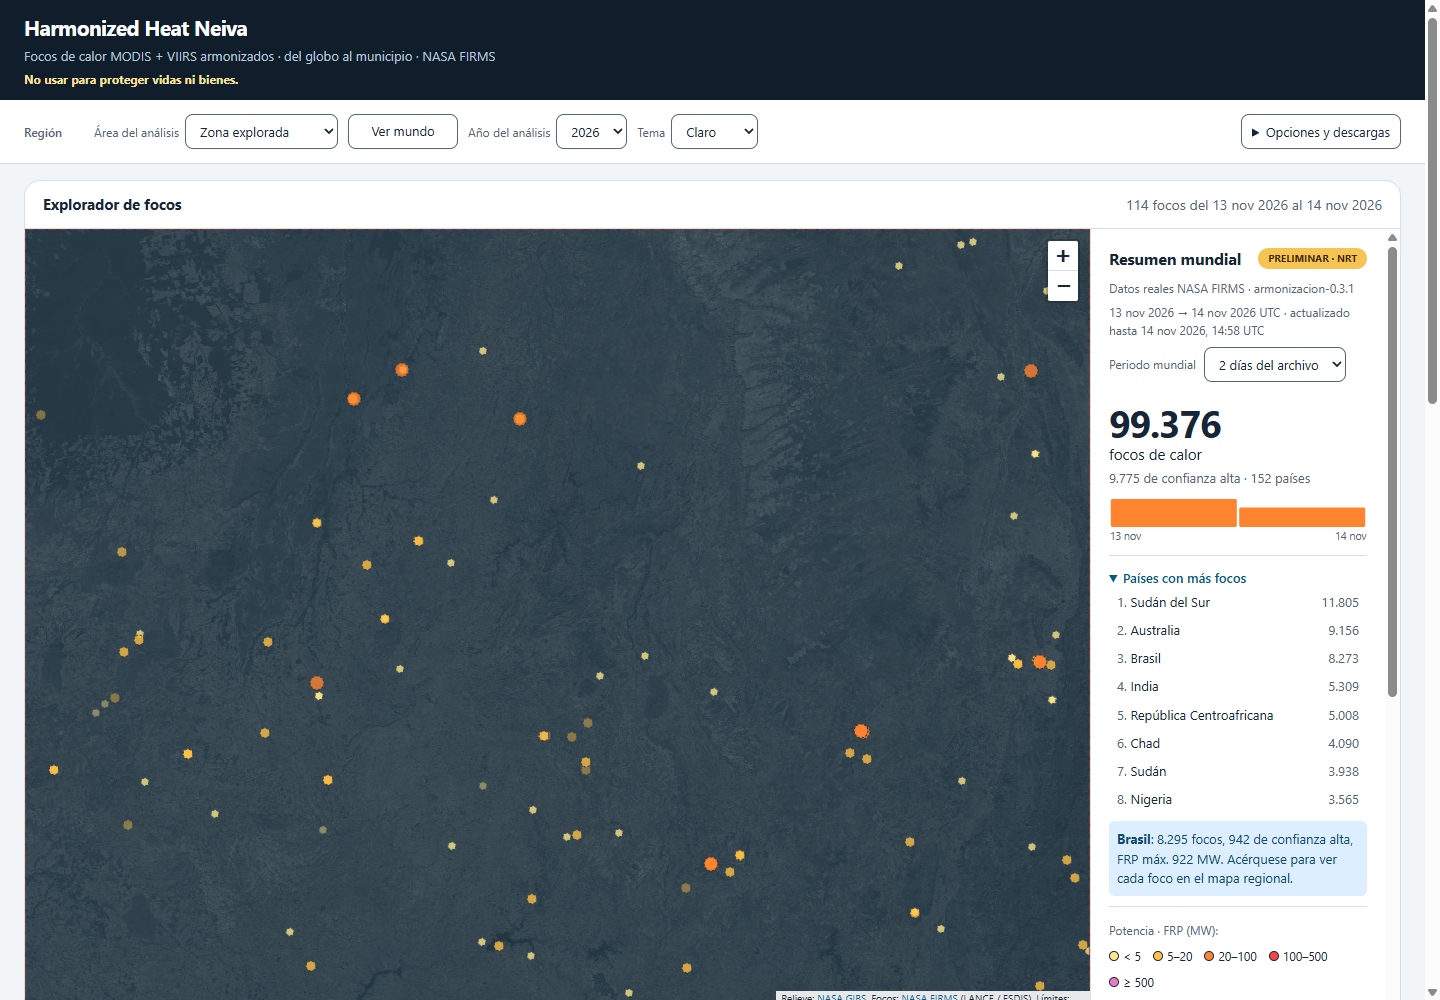 Harmonized Heat Neiva
Focos de calor MODIS + VIIRS armonizados · del globo al municipio · NASA FIRMS
No usar para proteger vidas ni bienes.
Región
Área del análisis
Zona explorada
Ver mundo
Año del análisis
2026
Tema
Claro
▶ Opciones y descargas
Explorador de focos
114 focos del 13 nov 2026 al 14 nov 2026
+
−
Resumen mundial
PRELIMINAR · NRT
Datos reales NASA FIRMS · armonizacion-0.3.1
13 nov 2026 → 14 nov 2026 UTC · actualizado
hasta 14 nov 2026, 14:58 UTC
Periodo mundial
2 días del archivo
99.376
focos de calor
9.775 de confianza alta · 152 países
13 nov
14 nov
▼ Países con más focos
1. Sudán del Sur 11.805
2. Australia 9.156
3. Brasil 8.273
4. India 5.309
5. República Centroafricana 5.008
6. Chad 4.090
7. Sudán 3.938
8. Nigeria 3.565
Brasil: 8.295 focos, 942 de confianza alta,
FRP máx. 922 MW. Acérquese para ver
cada foco en el mapa regional.
Potencia · FRP (MW):
< 5
5–20
20–100
100–500
≥ 500
Relieve: NASA GIBS. Focos: NASA FIRMS (LANCE / ESDIS). Límites: